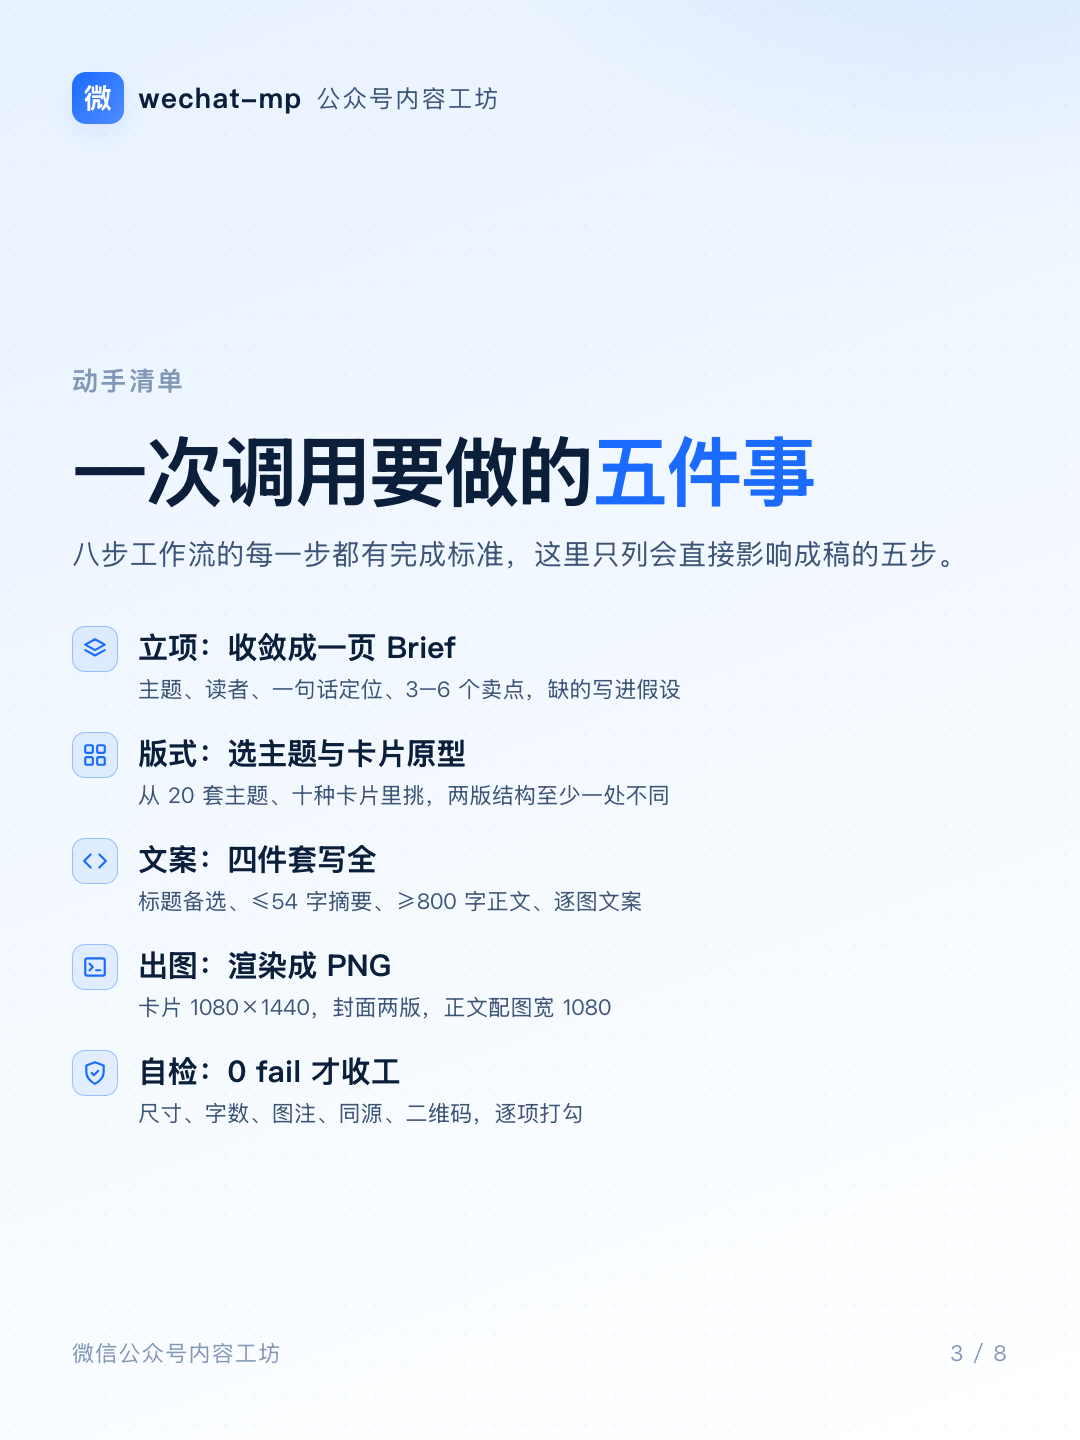 微 wechat-mp 公众号内容工坊
动手清单
一次调用要做的五件事
八步工作流的每一步都有完成标准，这里只列会直接影响成稿的五步。
立项：收敛成一页 Brief
主题、读者、一句话定位、3–6 个卖点，缺的写进假设
版式：选主题与卡片原型
从 20 套主题、十种卡片里挑，两版结构至少一处不同
文案：四件套写全
标题备选、≤54 字摘要、≥800 字正文、逐图文案
出图：渲染成 PNG
卡片 1080×1440，封面两版，正文配图宽 1080
自检：0 fail 才收工
尺寸、字数、图注、同源、二维码，逐项打勾
微信公众号内容工坊
3 / 8